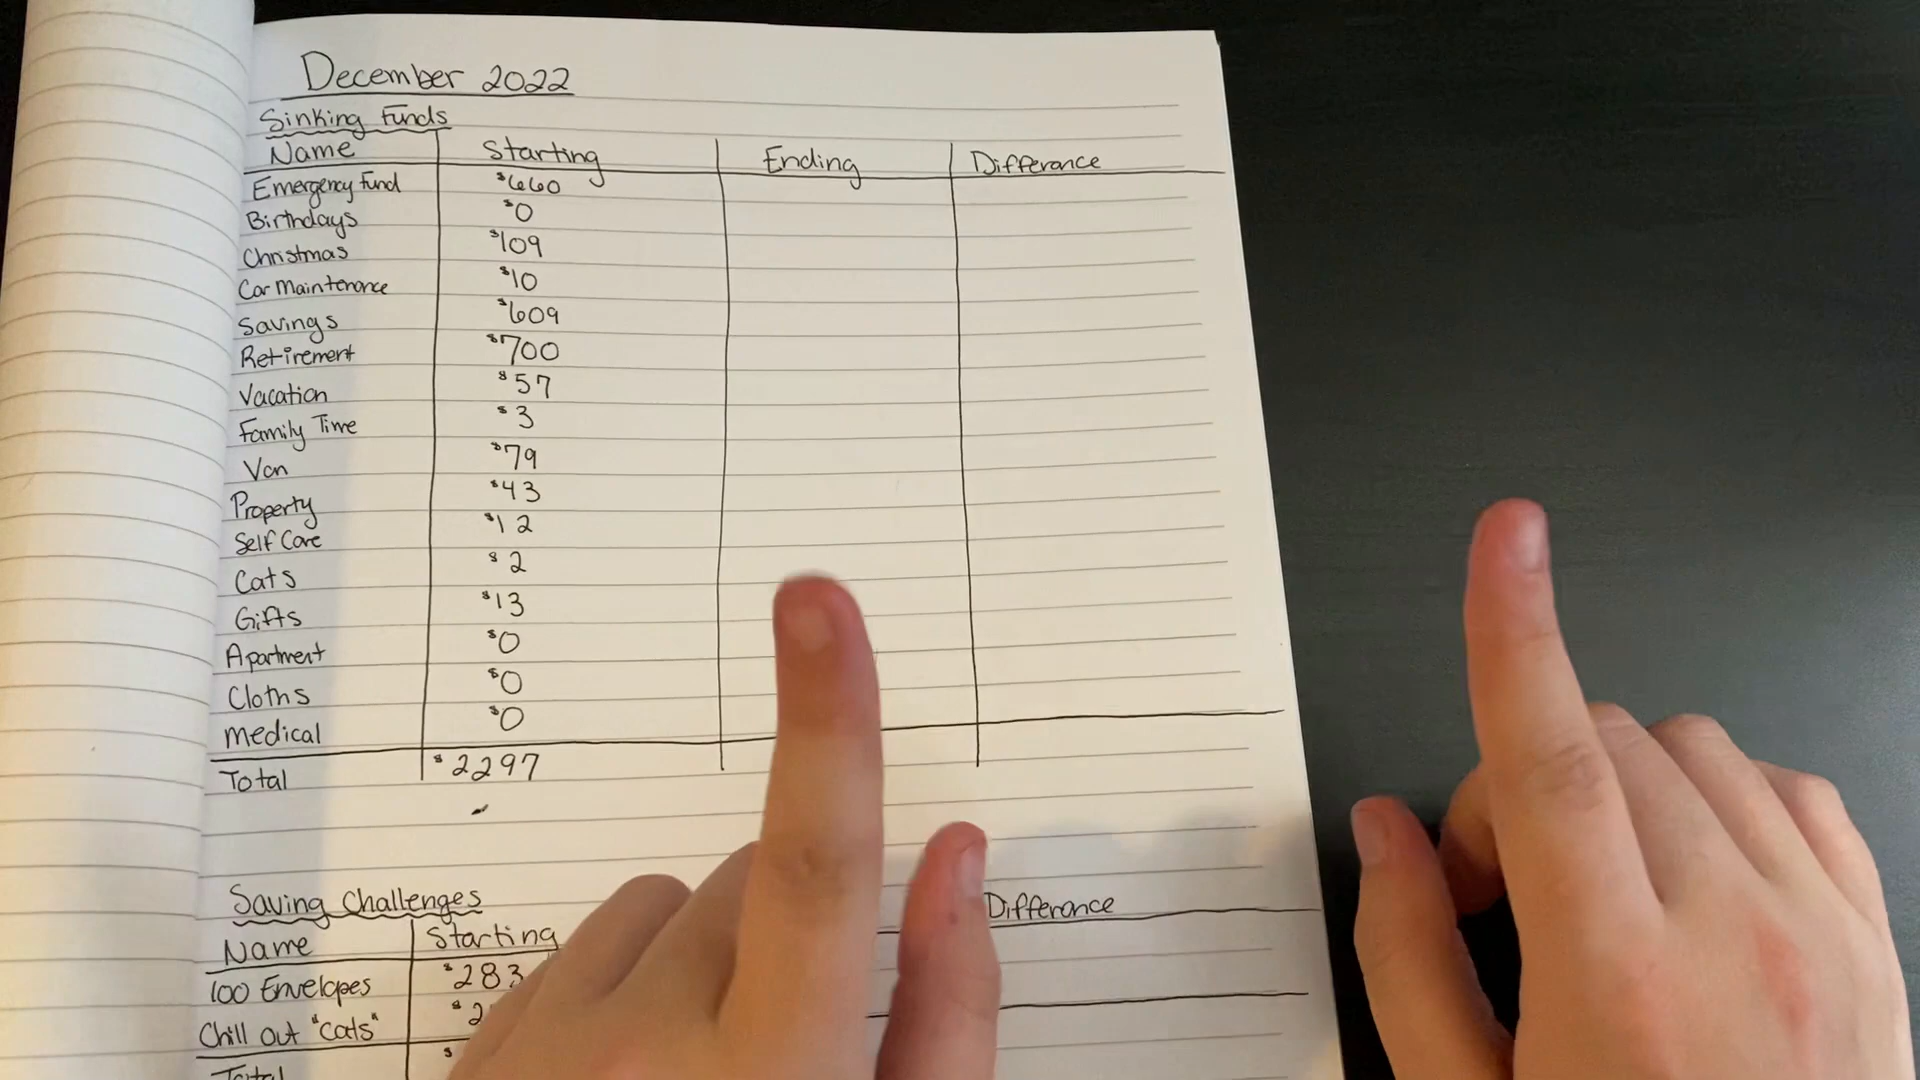 December 2022
Sinking Funds
Name Starting Ending Differance
Emergency Fund $660
Birthdays $0
Christmas $109
Car Maintenance $10
Savings $609
Retirement $700
Vacation $57
Family Time $3
Van $79
Property $43
Self Care $12
Cats $2
Gifts $13
Apartment $0
Cloths $0
Medical $0
Total $2297
Saving Challenges
Name Starting Differance
100 Envelopes $283
Chill out "Cats" $2
Total $